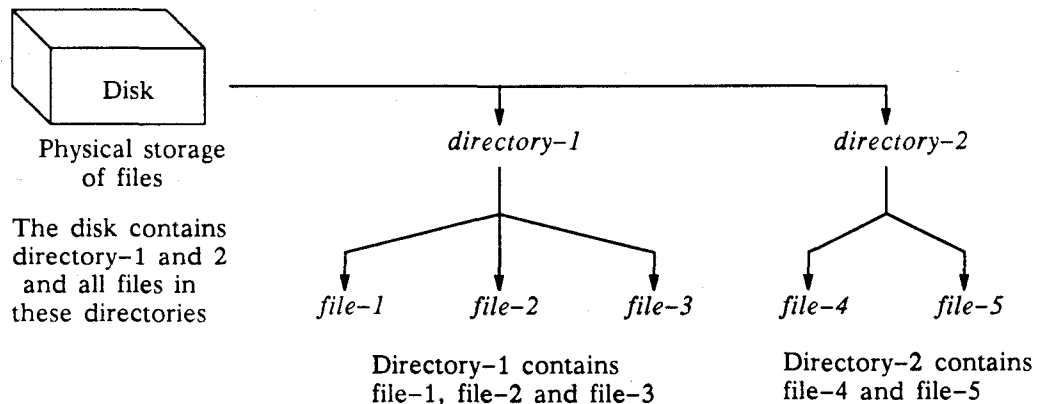 Disk
Physical storage
of files
The disk contains
directory-1 and 2
and all files in
these directories
directory-1
directory-2
file-1
file-2
file-3
file-4
file-5
Directory-1 contains
file-1, file-2 and file-3
Directory-2 contains
file-4 and file-5